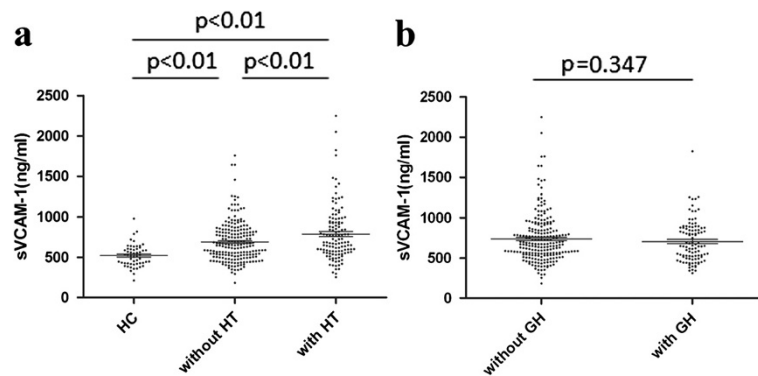 a
p<0.01
p<0.01 p<0.01
sVCAM-1(ng/ml)
2500
2000
1500
1000
500
0
HC
without HT
with HT
b
p=0.347
sVCAM-1(ng/ml)
2500
2000
1500
1000
500
0
without GH
with GH